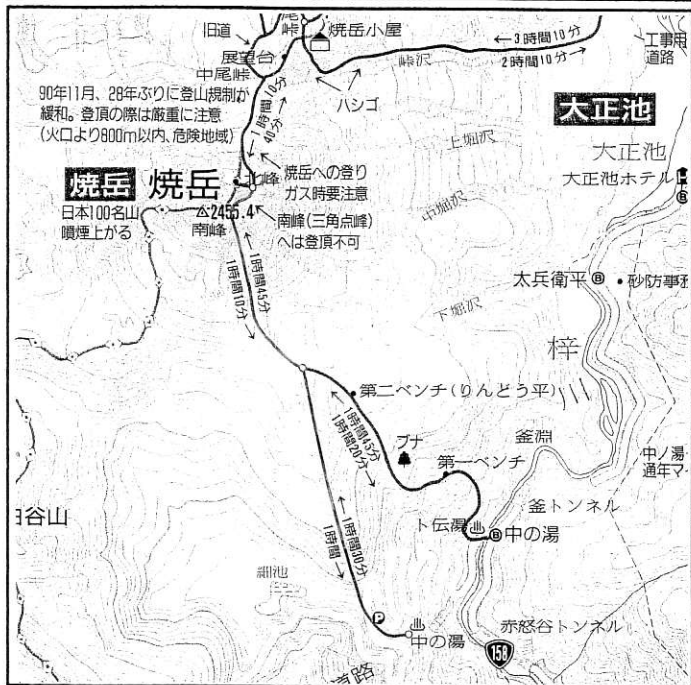 旧道
峠
焼岳小屋
展望台
中尾峠
峠沢
←3時間10分
2時間10分→
工事用
道路
ハシゴ
90年11月、28年ぶりに登山規制が
緩和。登頂の際は厳重に注意
(火口より800m以内、危険地域)
←1時間10分
40分→
大正池
大正池
大正池ホテル
上堀沢
焼岳への登り
ガス時要注意
焼岳
焼岳
北峰
日本100名山
噴煙上がる
△2455.4
南峰
南峰(三角点峰)
へは登頂不可
中堀沢
太兵衛平
B
下堀沢
←1時間45分
1時間10分→
梓
第二ベンチ(りんどう平)
←1時間45分
1時間20分→
ブナ
第一ベンチ
釜淵
中ノ湯
釜トンネル
ト伝湯
B
中の湯
←1時間30分
1時間→
細池
P
中の湯
赤怒谷トンネル
158
道路